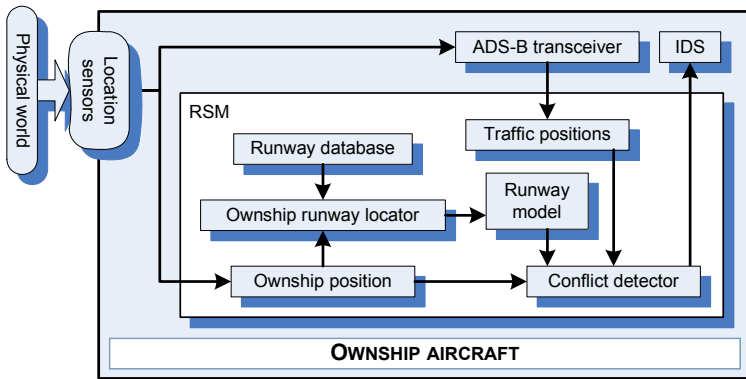 Physical world
Location
sensors
ADS-B transceiver
IDS
RSM
Traffic positions
Runway database
Ownship runway locator
Runway
model
Ownship position
Conflict detector
OWNSHIP AIRCRAFT